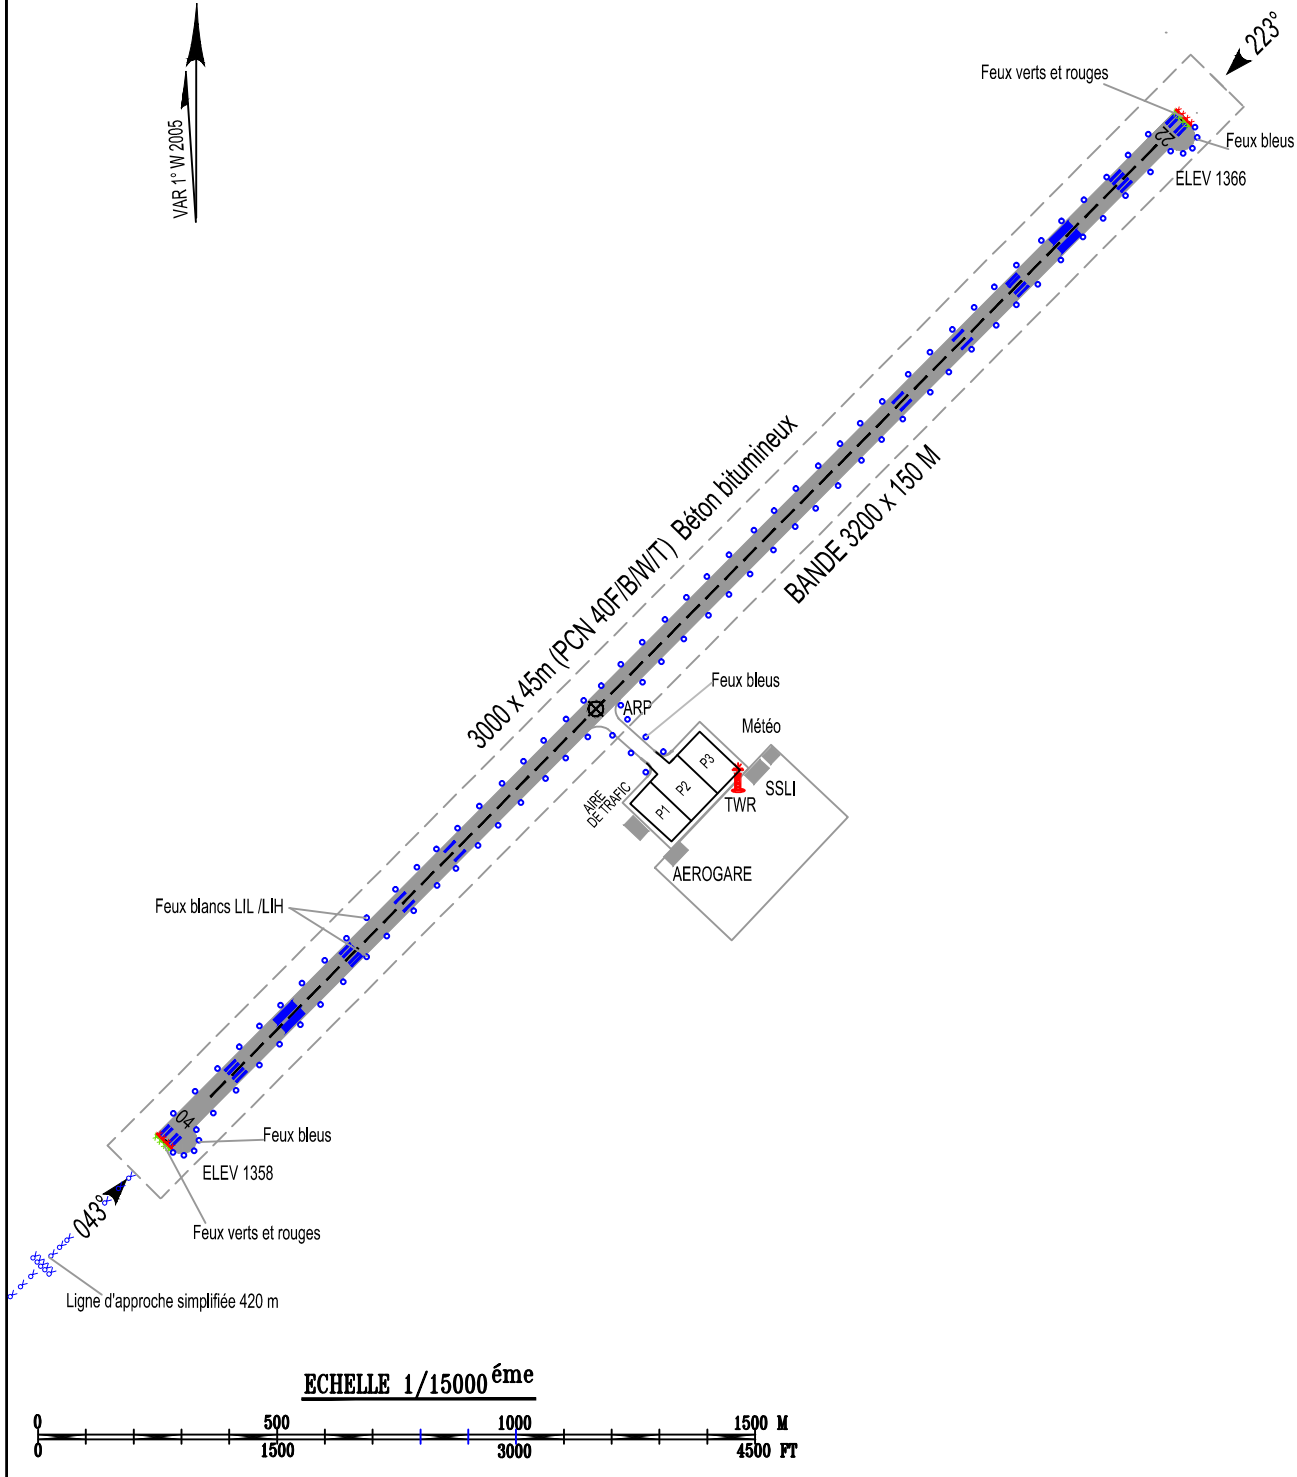 223°
Feux verts et rouges
Feux bleus
22
ELEV 1366
VAR 1° W 2005
3000 x 45m (PCN 40F/B/W/T) Béton bitumineux
BANDE 3200 x 150 M
Feux bleus
ARP
Météo
P3
SSLI
P2
AIRE
DE TRAFIC
TWR
P1
AEROGARE
Feux blancs LIL /LIH
04
Feux bleus
ELEV 1358
043°
Feux verts et rouges
Ligne d'approche simplifiée 420 m
ECHELLE 1/15000 éme
0 500 1000 1500 M
0 1500 3000 4500 FT